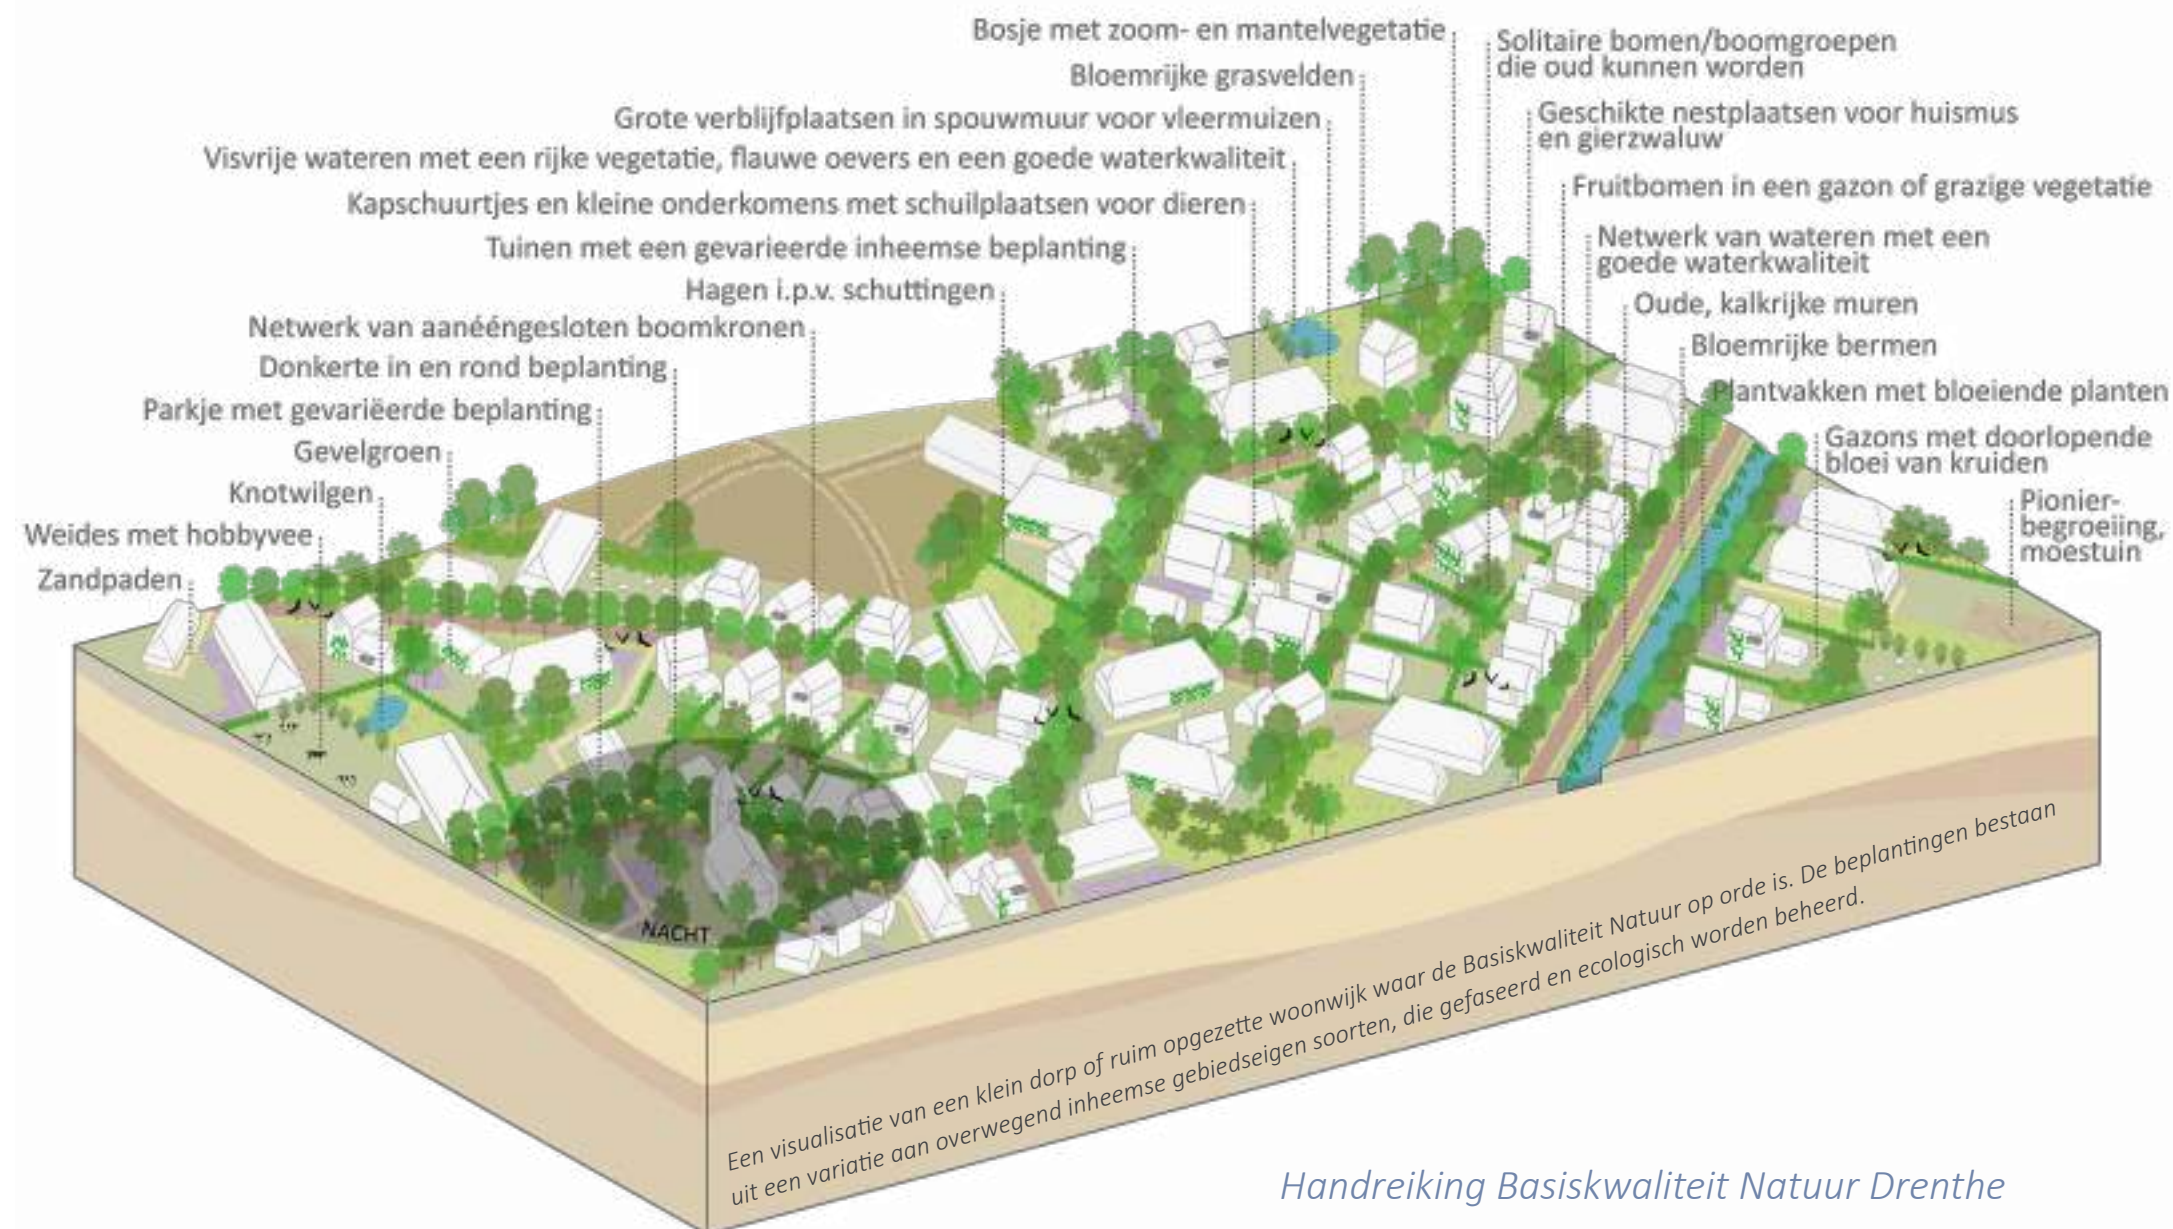 Bosje met zoom- en mantelvegetatie
Bloemrijke grasvelden
Grote verblijfplaatsen in spouwmuur voor vleermuizen
Visvrije wateren met een rijke vegetatie, flauwe oevers en een goede waterkwaliteit
Kapschuurtjes en kleine onderkomens met schuilplaatsen voor dieren
Tuinen met een gevarieerde inheemse beplanting
Hagen i.p.v. schuttingen
Netwerk van aanééngesloten boomkronen
Donkerte in en rond beplanting
Parkje met gevariëerde beplanting
Gevelgroen
Knotwilgen
Weides met hobbyvee
Zandpaden
Solitaire bomen/boomgroepen
die oud kunnen worden
Geschikte nestplaatsen voor huismus
en gierzwaluw
Fruitbomen in een gazon of grazige vegetatie
Netwerk van wateren met een
goede waterkwaliteit
Oude, kalkrijke muren
Bloemrijke bermen
Plantvakken met bloeiende planten
Gazons met doorlopende
bloei van kruiden
Pionier-
begroeiing,
moestuin
NACHT
Een visualisatie van een klein dorp of ruim opgezette woonwijk waar de Basiskwaliteit Natuur op orde is. De beplantingen bestaan
uit een variatie aan overwegend inheemse gebiedseigen soorten, die gefaseerd en ecologisch worden beheerd.
Handreiking Basiskwaliteit Natuur Drenthe